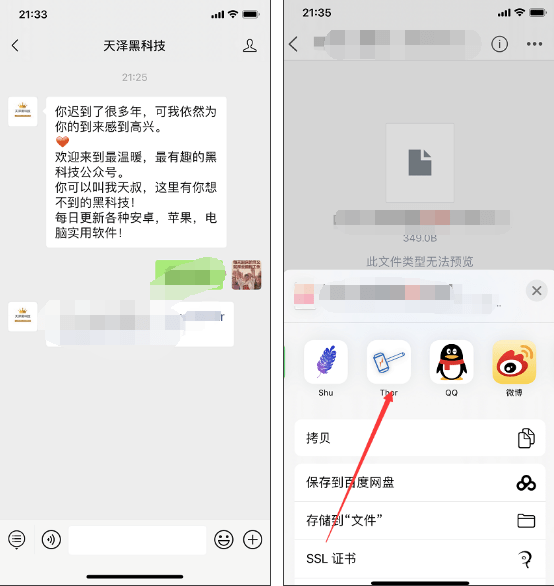 21:33
天泽黑科技
21:25
你迟到了很多年，可我依然为
你的到来感到高兴。
欢迎来到最温暖，最有趣的黑
科技公众号。
你可以叫我天叔，这里有你想
不到的黑科技！
每日更新各种安卓，苹果，电
脑实用软件！
21:35
349.0B
此文件类型无法预览
Shu
Thor
QQ
微博
拷贝
保存到百度网盘
存储到“文件”
SSL 证书